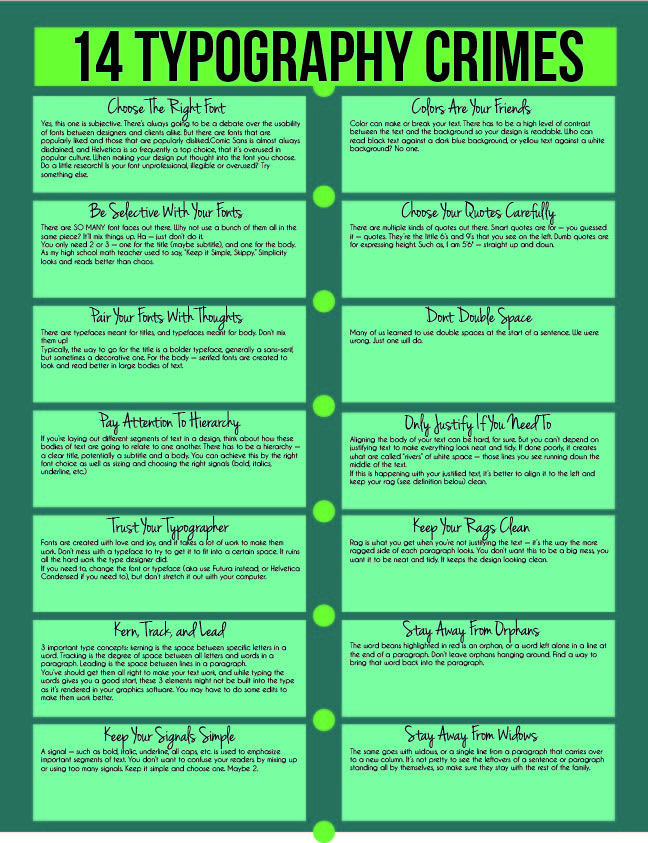 14 TYPOGRAPHY CRIMES
Choose The Right Font
Yes, this one is subjective. There's always going to be a debate over the usability
of fonts between designers and clients alike. But there are fonts that are
popularly liked and those that are popularly disliked.Comic Sans is almost always
disdained, and Helvetica is so frequently a top choice, that it's overused in
popular culture. When making your design put thought into the font you choose.
Do a little research! Is your font unprofessional, illegible or overused? Try
something else.
Be Selective With Your Fonts
There are SO MANY font faces out there. Why not use a bunch of them all in the
same piece? It'll mix things up. Ha — just don't do it.
You only need 2 or 3 — one for the title (maybe subtitle), and one for the body.
As my high school math teacher used to say, "Keep it Simple, Skippy." Simplicity
looks and reads better than chaos.
Pair Your Fonts With Thoughts
There are typefaces meant for titles, and typefaces meant for body. Don't mix
them up!
Typically, the way to go for the title is a bolder typeface, generally a sans-serif,
but sometimes a decorative one. For the body — serifed fonts are created to
look and read better in large bodies of text.
Pay Attention To Hierarchy
If you're laying out different segments of text in a design, think about how these
bodies of text are going to relate to one another. There has to be a hierarchy —
a clear title, potentially a subtitle and a body. You can achieve this by the right
font choice as well as sizing and choosing the right signals (bold, italics,
underline, etc.)
Trust Your Typographer
Fonts are created with love and joy, and it takes a lot of work to make them
work. Don't mess with a typeface to try to get it to fit into a certain space. It ruins
all the hard work the type designer did.
If you need to, change the font or typeface (aka use Futura instead, or Helvetica
Condensed if you need to), but don't stretch it out with your computer.
Kern, Track, and Lead
3 important type concepts: kerning is the space between specific letters in a
word. Tracking is the degree of space between all letters and words in a
paragraph. Leading is the space between lines in a paragraph.
You've should get them all right to make your text work, and while typing the
words gives you a good start, these 3 elements might not be built into the type
as it's rendered in your graphics software. You may have to do some edits to
make them work better.
Keep Your Signals Simple
A signal — such as bold, italic, underline, all caps, etc. is used to emphasize
important segments of text. You don't want to confuse your readers by mixing up
or using too many signals. Keep it simple and choose one. Maybe 2.
Colors Are Your Friends
Color can make or break your text. There has to be a high level of contrast
between the text and the background so your design is readable. Who can
read black text against a dark blue background, or yellow text against a white
background? No one.
Choose Your Quotes Carefully
There are multiple kinds of quotes out there. Smart quotes are for — you guessed
it — quotes. They're the little 6's and 9's that you see on the left. Dumb quotes are
for expressing height. Such as, I am 5'6" — straight up and down.
Dont Double Space
Many of us learned to use double spaces at the start of a sentence. We were
wrong. Just one will do.
Only Justify If You Need To
Aligning the body of your text can be hard, for sure. But you can't depend on
justifying text to make everything look neat and tidy. If done poorly, it creates
what are called "rivers" of white space — those lines you see running down the
middle of the text.
If this is happening with your justified text, it's better to align it to the left and
keep your rag (see definition below) clean.
Keep Your Rags Clean
Rag is what you get when you're not justifying the text — it's the way the more
ragged side of each paragraph looks. You don't want this to be a big mess, you
want it to be neat and tidy. It keeps the design looking clean.
Stay Away From Orphans
The word beans highlighted in red is an orphan, or a word left alone in a line at
the end of a paragraph. Don't leave orphans hanging around. Find a way to
bring that word back into the paragraph.
Stay Away From Widows
The same goes with widows, or a single line from a paragraph that carries over
to a new column. It's not pretty to see the leftovers of a sentence or paragraph
standing all by themselves, so make sure they stay with the rest of the family.